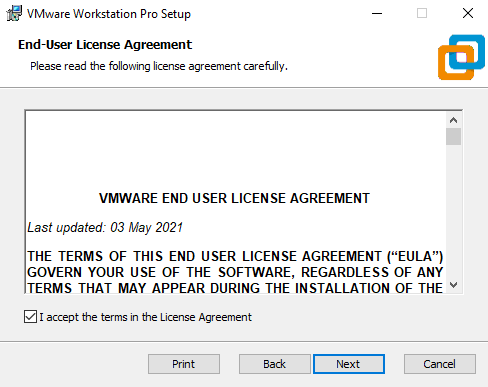 VMware Workstation Pro Setup
End-User License Agreement
Please read the following license agreement carefully.
VMWARE END USER LICENSE AGREEMENT
Last updated: 03 May 2021
THE TERMS OF THIS END USER LICENSE AGREEMENT (“EULA”)
GOVERN YOUR USE OF THE SOFTWARE, REGARDLESS OF ANY
TERMS THAT MAY APPEAR DURING THE INSTALLATION OF THE
I accept the terms in the License Agreement
Print Back Next Cancel